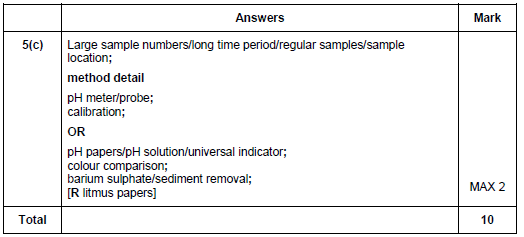 Answers Mark
5(c) Large sample numbers/long time period/regular samples/sample
location;
method detail
pH meter/probe;
calibration;
OR
pH papers/pH solution/universal indicator;
colour comparison;
barium sulphate/sediment removal;
[R litmus papers] MAX 2
Total 10